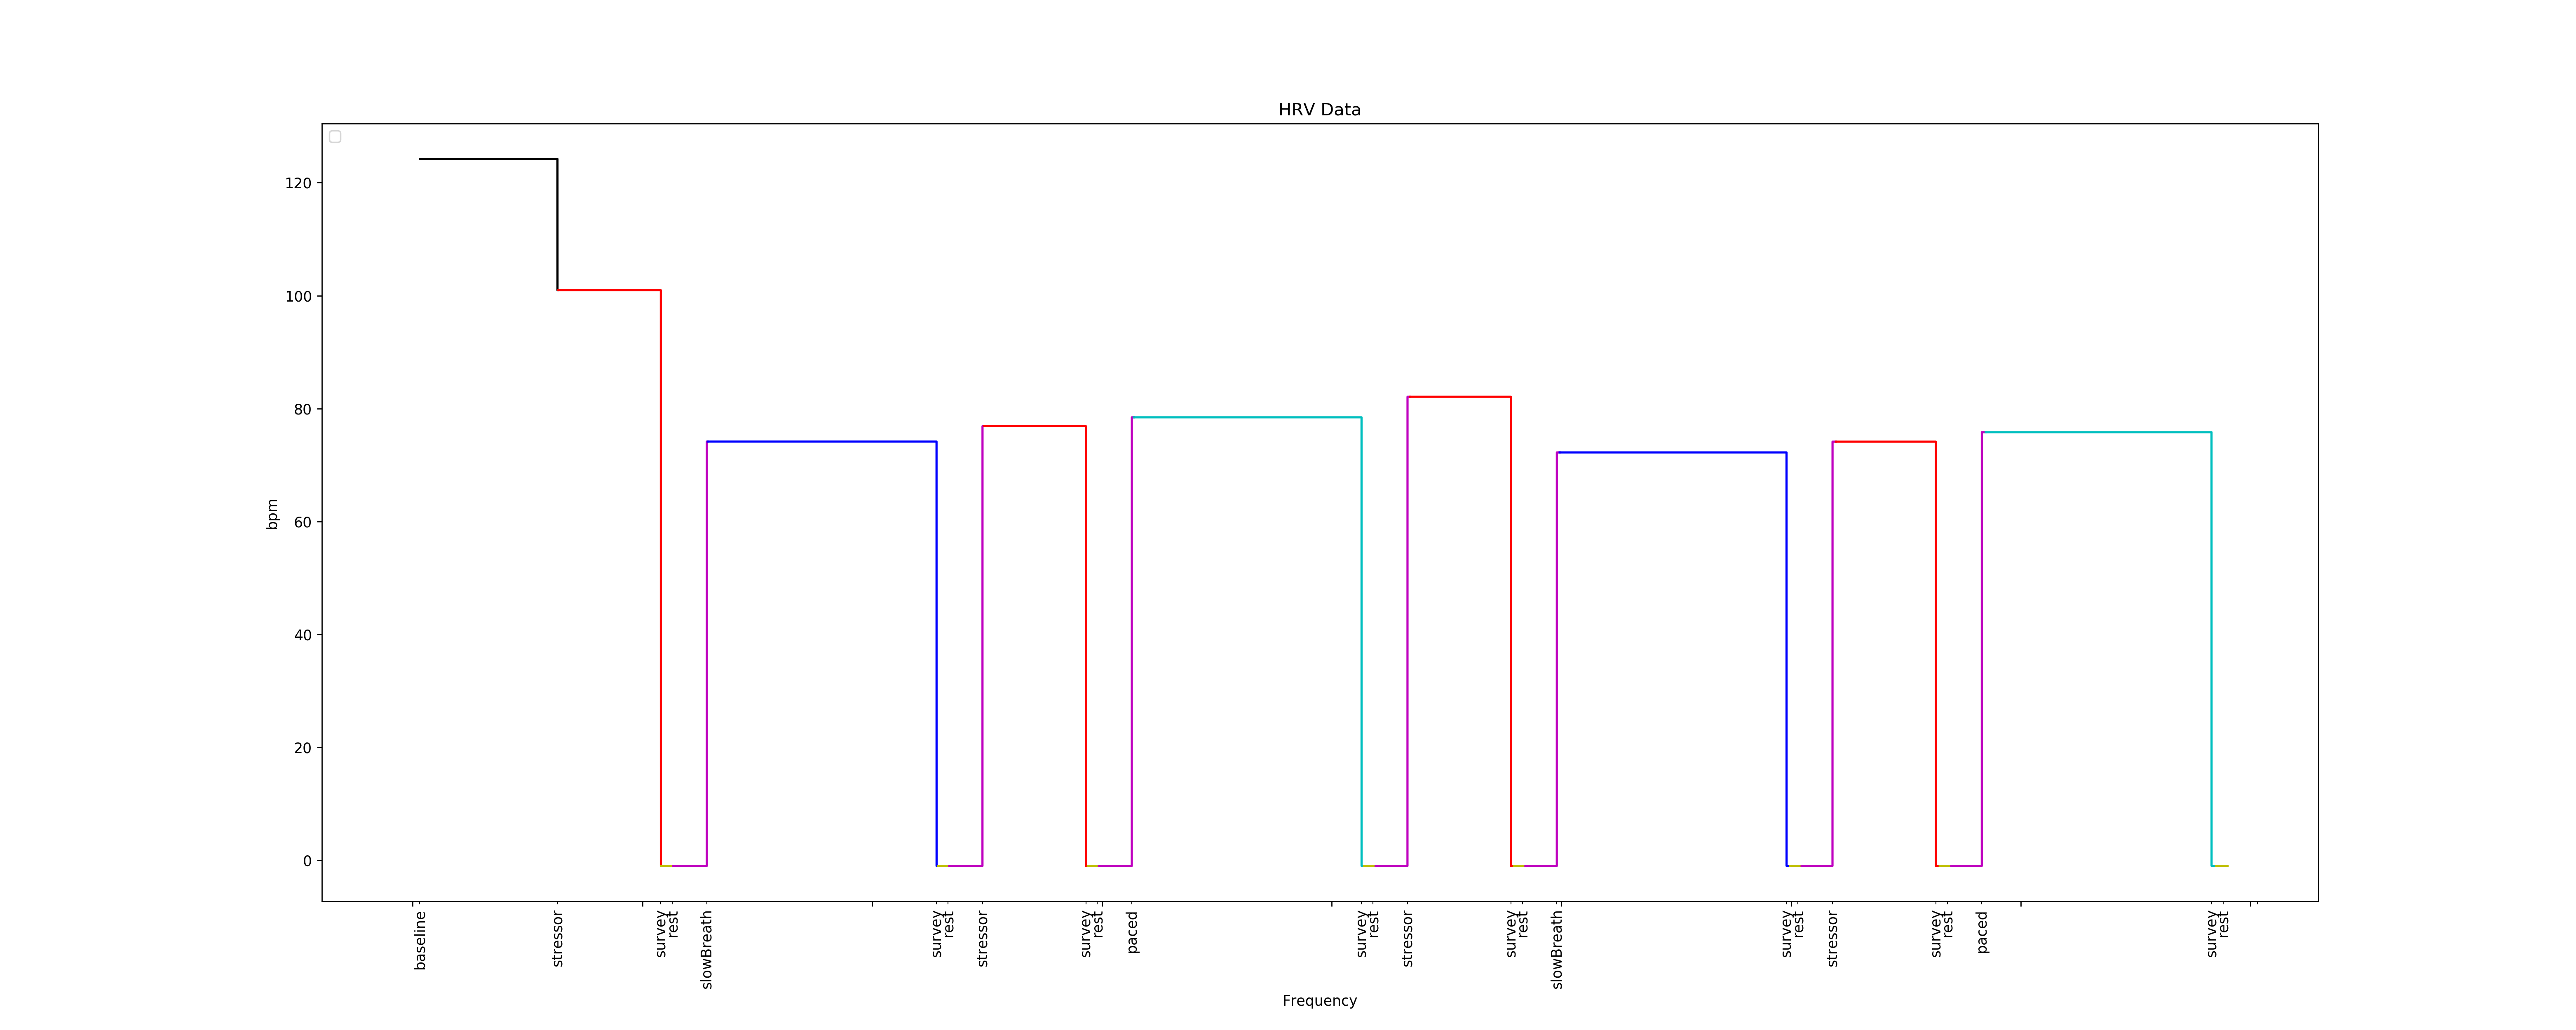 HRV Data
120
100
80
60
40
20
0
bpm
baseline
stressor
survey
rest
slowBreath
survey
rest
stressor
survey
rest
paced
survey
rest
stressor
survey
rest
slowBreath
survey
rest
stressor
survey
rest
paced
survey
rest
Frequency